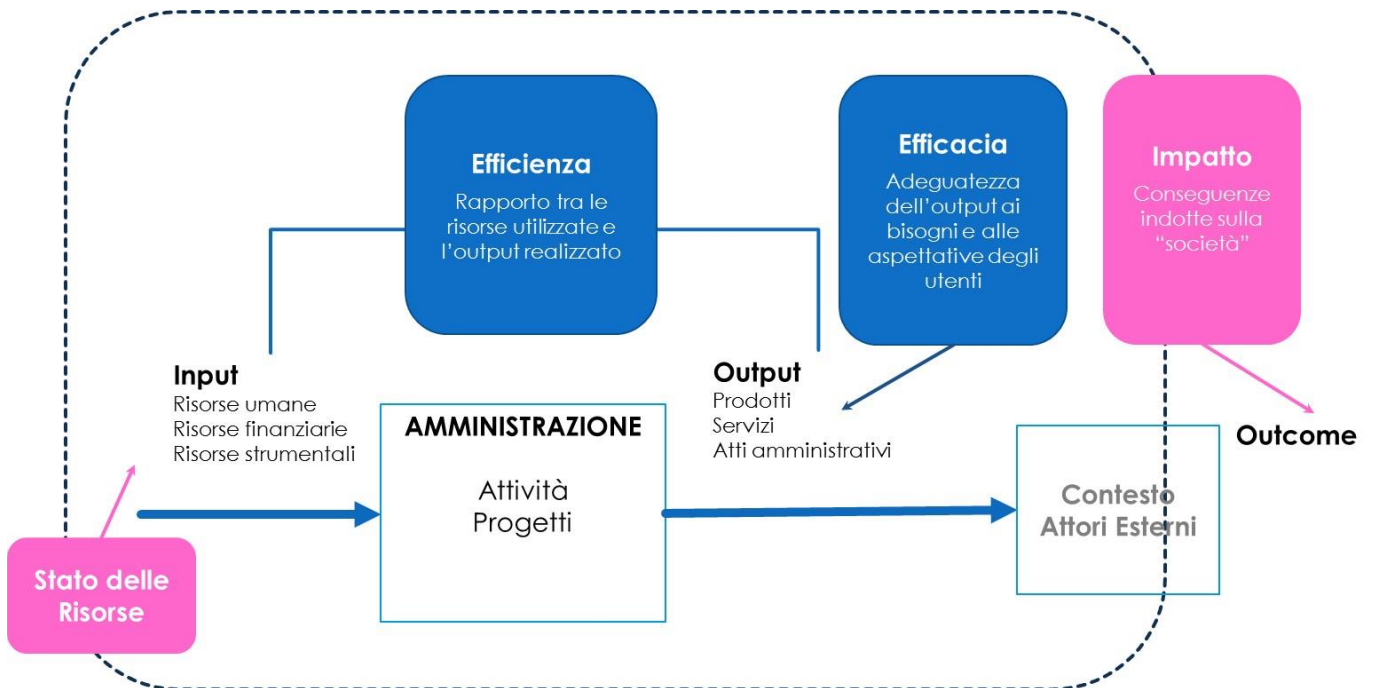 Efficienza
Rapporto tra le
risorse utilizzate e
l'output realizzato
Efficacia
Adeguatezza
dell'output ai
bisogni e alle
aspettative degli
utenti
Impatto
Conseguenze
indotte sulla
"società"
Input
Risorse umane
Risorse finanziarie
Risorse strumentali
AMMINISTRAZIONE
Attività
Progetti
Output
Prodotti
Servizi
Atti amministrativi
Outcome
Contesto
Attori Esterni
Stato delle
Risorse